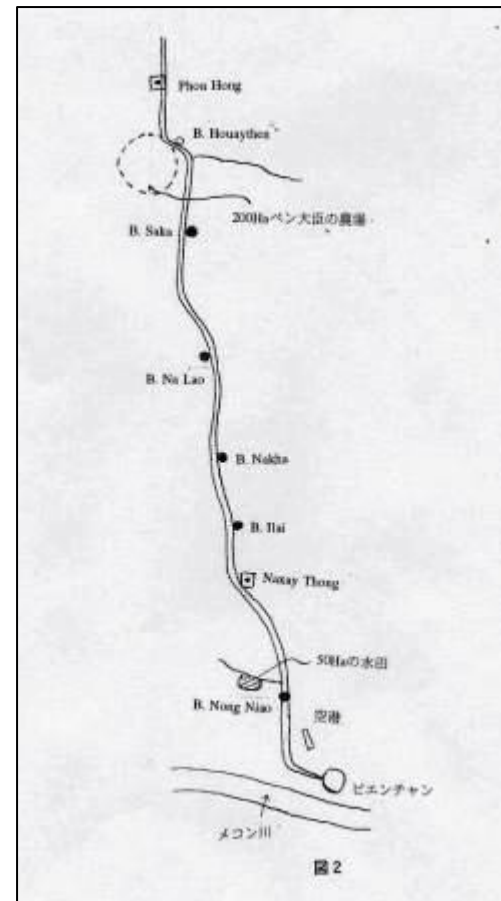 Phon Hong
B. Houaython
200Haペン大臣の農場
B. Saka
B. Na Lao
B. Nakha
B. Ilai
Naxay Thong
50Haの水田
B. Nong Niao
空港
ビエンチャン
メコン川
図2